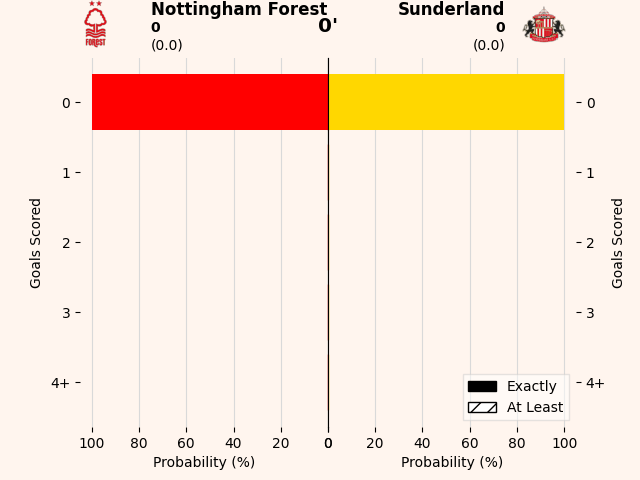 Nottingham Forest
0
(0.0)
0'
Sunderland
0
(0.0)
FOREST
Goals Scored
0
1
2
3
4+
0
1
2
3
4+
Goals Scored
Exactly
At Least
100 80 60 40 20 0 20 40 60 80 100
Probability (%)
Probability (%)